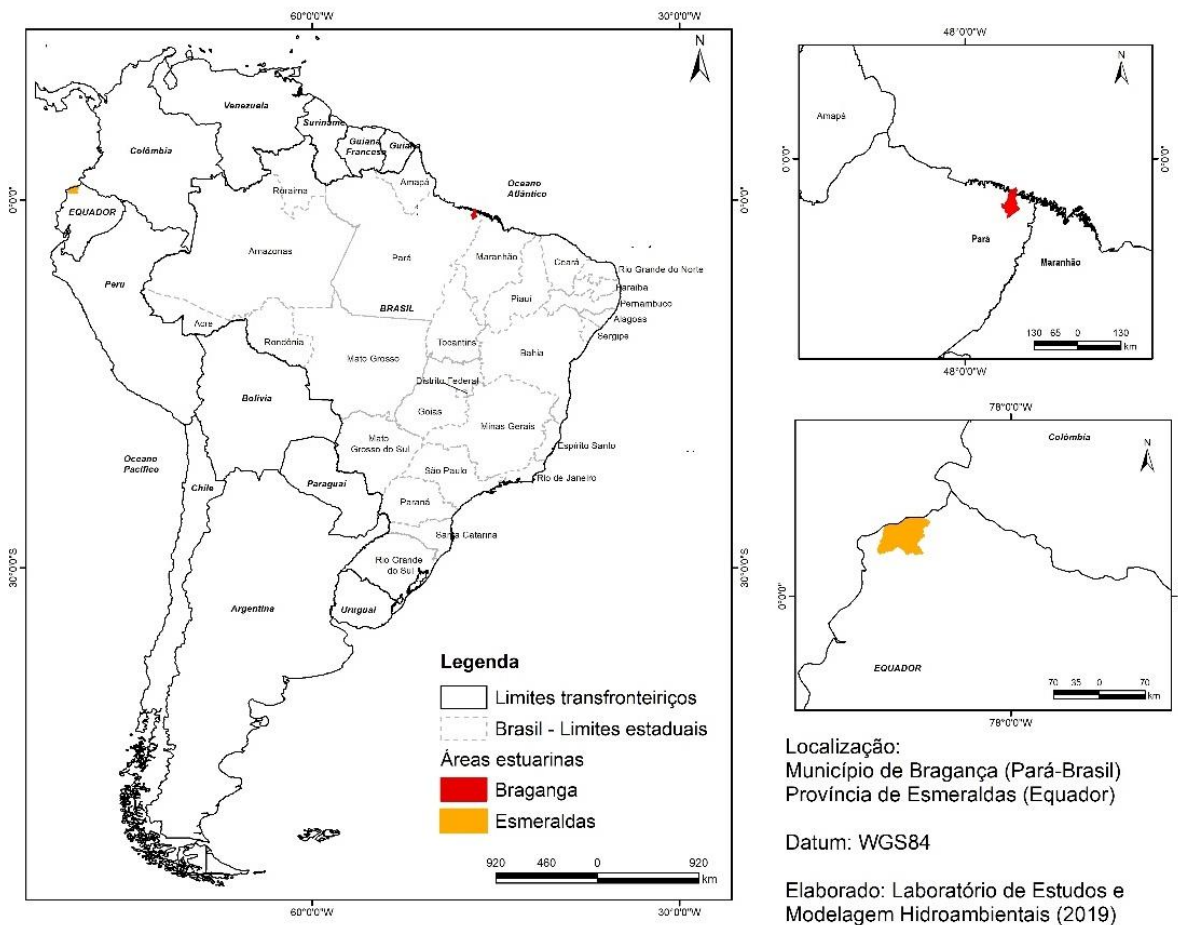 60°0'0"W
30°0'0"W
N
Venezuela
Suriname
Guiana
Francesa
Guiana
Colômbia
Oceano
Atlântico
Roraima
Amapá
0°0'0"
0°0'0"
EQUADOR
Amazonas
Pará
Maranhão
Ceará
Rio Grande do Norte
Paraíba
Piauí
Pernambuco
Peru
BRASIL
Alagoas
Acre
Sergipe
Rondônia
Tocantins
Mato Grosso
Bahia
Distrito Federal
Bolívia
Goiás
Minas Gerais
Mato
Grosso do Sul
Espírito Santo
Oceano
Pacífico
São Paulo
Rio de Janeiro
Chile
Paraguai
Paraná
Santa Catarina
Rio Grande
do Sul
30°0'0"S
30°0'0"S
Argentina
Uruguai
Legenda
Limites transfronteiriços
Brasil - Limites estaduais
Áreas estuarinas
Braganga
Esmeraldas
920 460 0 920
km
60°0'0"W
30°0'0"W
48°0'0"W
N
Amapá
0°0'0"
0°0'0"
Pará
Maranhão
130 65 0 130
km
48°0'0"W
78°0'0"W
Colômbia
N
0°0'0"
0°0'0"
EQUADOR
70 35 0 70
km
78°0'0"W
Localização:
Município de Bragança (Pará-Brasil)
Província de Esmeraldas (Equador)
Datum: WGS84
Elaborado: Laboratório de Estudos e
Modelagem Hidroambientais (2019)